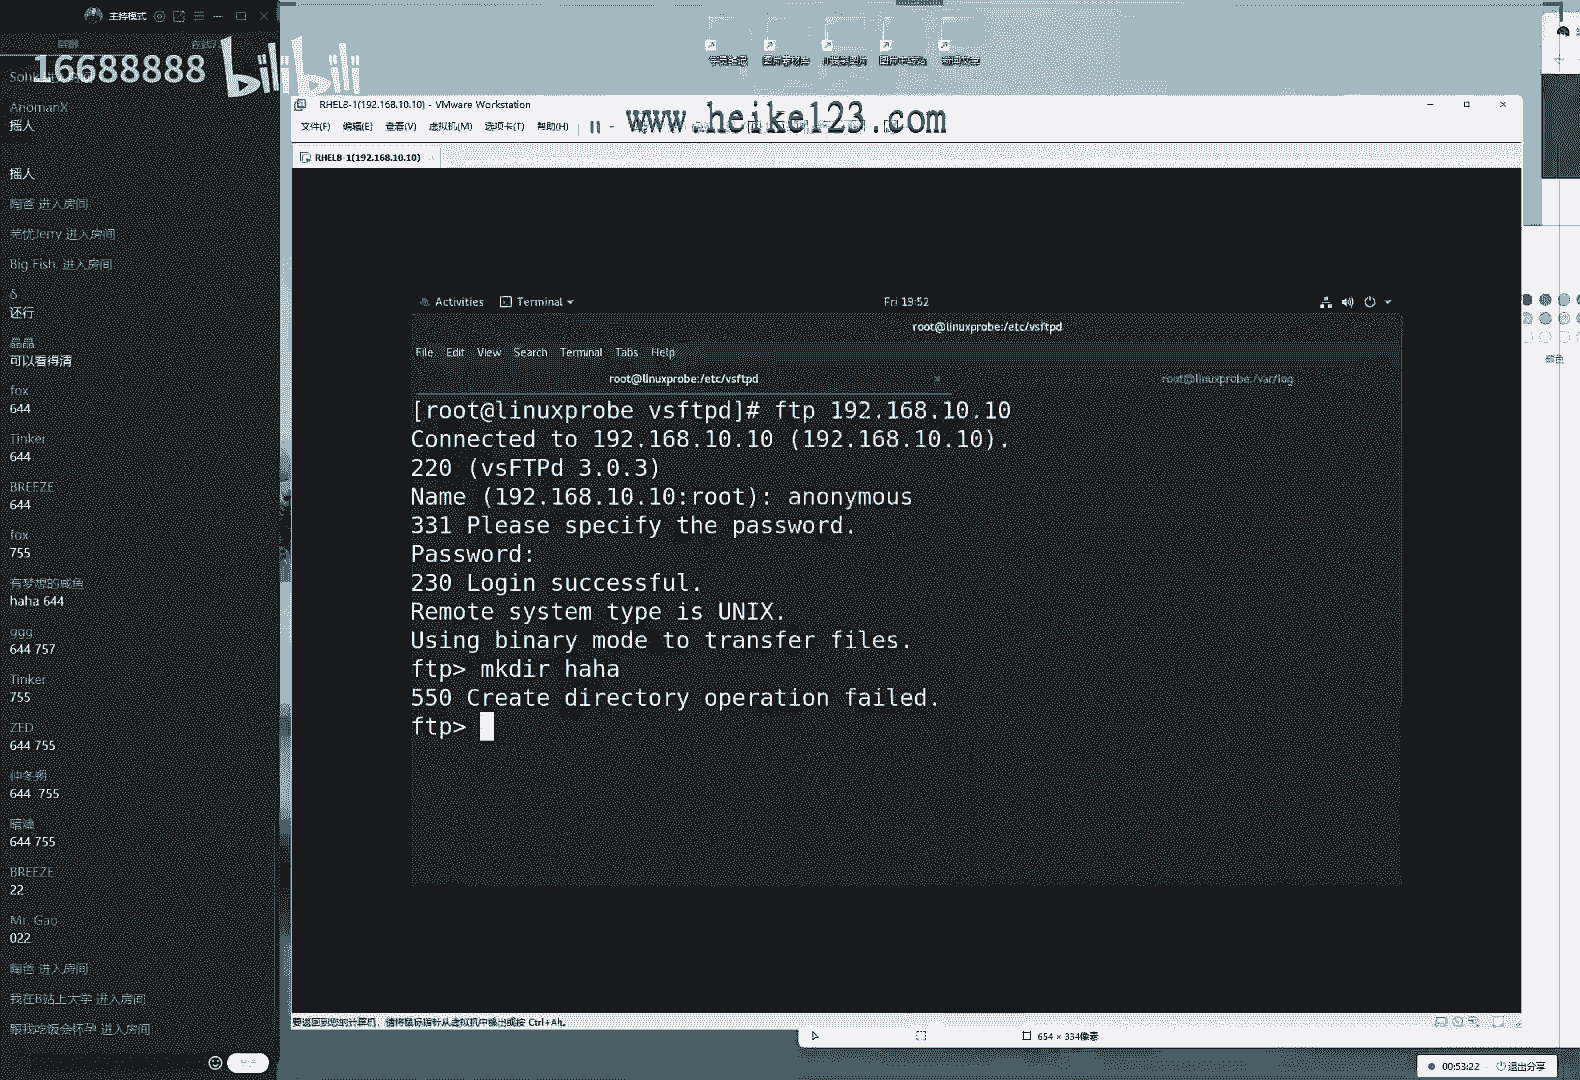 主持模式
16688888
bilibili
AnomanX
摇人
摇人
陶爸 进入房间
芜忧Jerry 进入房间
Big Fish. 进入房间
δ
还行
晶晶
可以看得清
fox
644
Tinker
644
BREEZE
644
fox
755
有梦想的咸鱼
haha 644
ggg
644 757
Tinker
755
ZED
644 755
仲冬朔
644 755
644 755
BREEZE
22
Mr. Gao
022
陶爸 进入房间
我在B站上大学 进入房间
跟我吃饭会怀孕 进入房间
RHEL8-1(192.168.10.10) - VMware Workstation
www.heike123.com
文件(F) 编辑(E) 查看(V) 虚拟机(M) 选项卡(T) 帮助(H)
RHEL8-1(192.168.10.10)
Activities Terminal Fri 19:52
root@linuxprobe:/etc/vsftpd
File Edit View Search Terminal Tabs Help
root@linuxprobe:/etc/vsftpd × root@linuxprobe:/var/log
[root@linuxprobe vsftpd]# ftp 192.168.10.10
Connected to 192.168.10.10 (192.168.10.10).
220 (vsFTPd 3.0.3)
Name (192.168.10.10:root): anonymous
331 Please specify the password.
Password:
230 Login successful.
Remote system type is UNIX.
Using binary mode to transfer files.
ftp> mkdir haha
550 Create directory operation failed.
ftp>
要返回到您的计算机，请将鼠标指针从虚拟机中移出或按 Ctrl+Alt。
654 × 334像素
00:53:22 退出分享